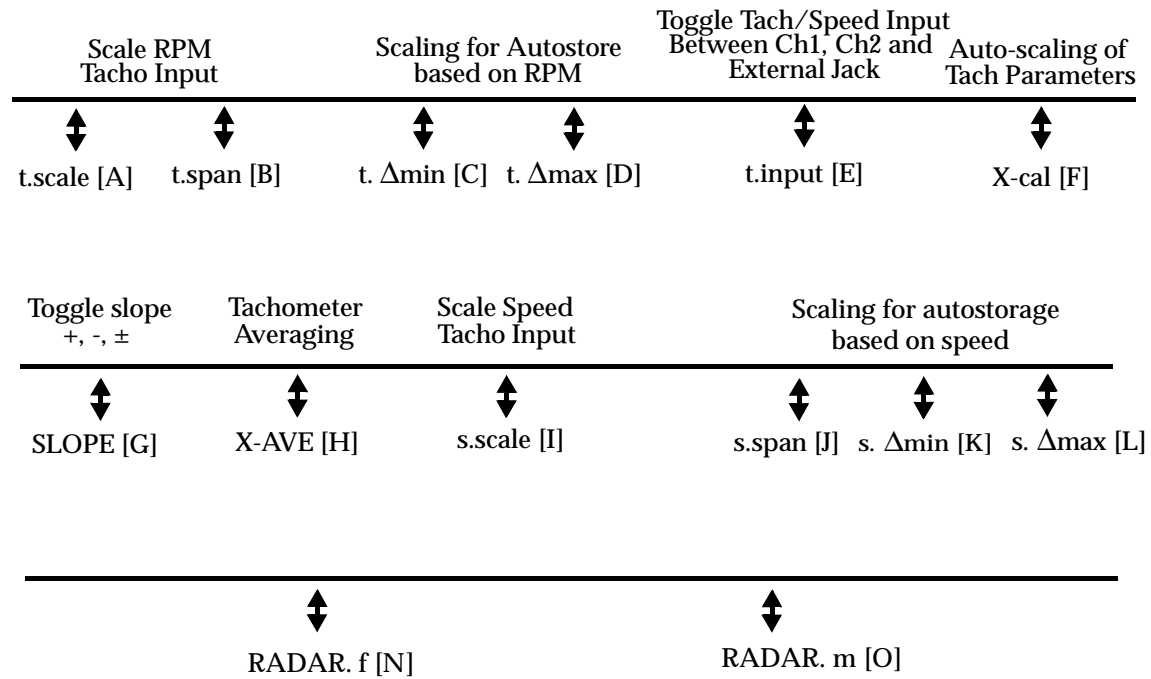 Scale RPM
Tacho Input
Scaling for Autostore
based on RPM
Toggle Tach/Speed Input
Between Ch1, Ch2 and
External Jack
Auto-scaling of
Tach Parameters
t.scale [A]
t.span [B]
t. Δmin [C]
t. Δmax [D]
t.input [E]
X-cal [F]
Toggle slope
+, -, ±
Tachometer
Averaging
Scale Speed
Tacho Input
Scaling for autostorage
based on speed
SLOPE [G]
X-AVE [H]
s.scale [I]
s.span [J]
s. Δmin [K]
s. Δmax [L]
RADAR. f [N]
RADAR. m [O]